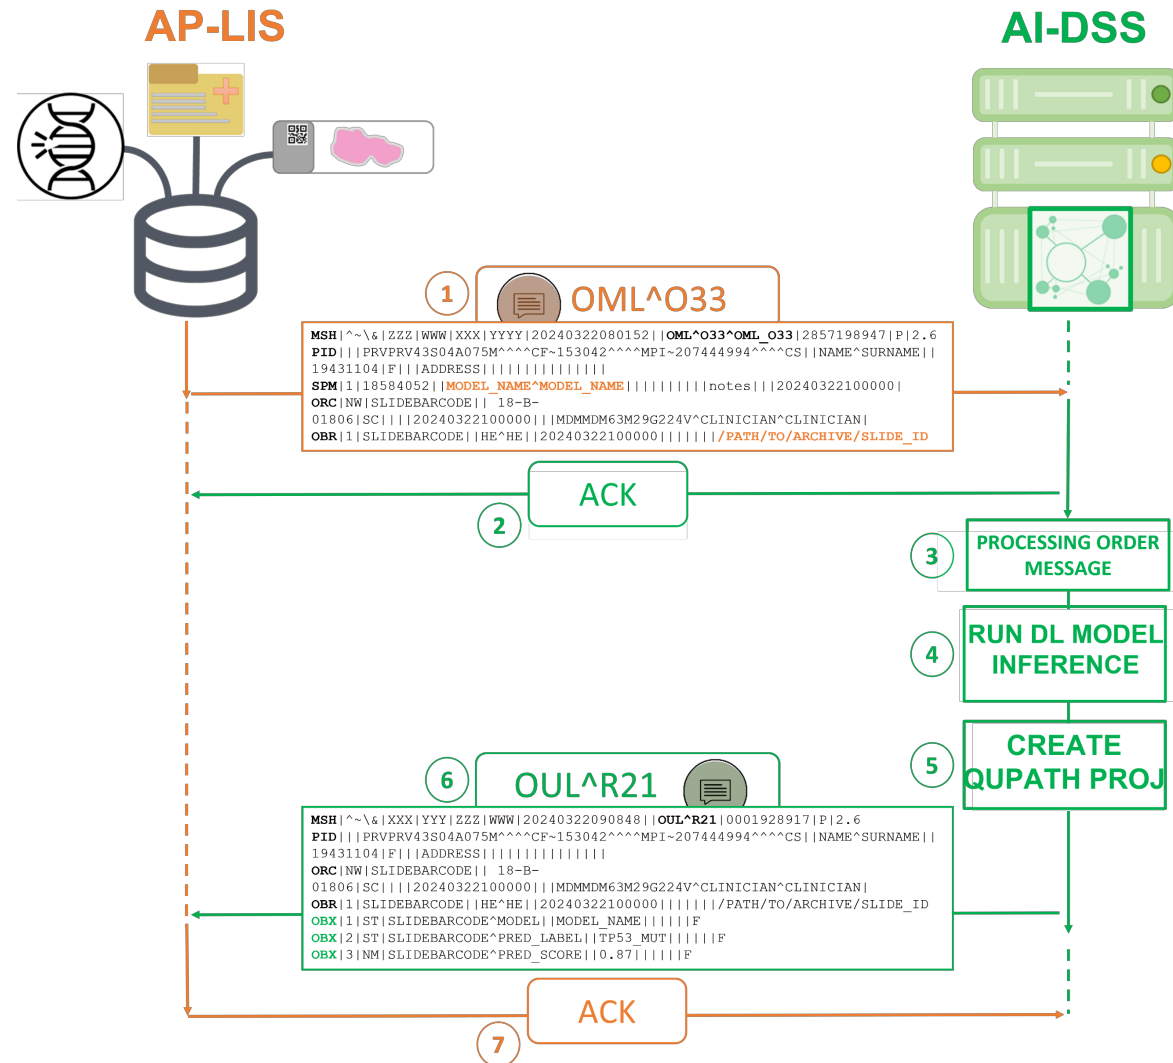 AP-LIS
AI-DSS
1
OML^O33
MSH|^~\&|ZZZ|WWW|XXX|YYYY|20240322080152||OML^O33^OML_O33|2857198947|P|2.6
PID|||PRVPRV43S04A075M^^^^CF~153042^^^^MPI~207444994^^^^CS||NAME^SURNAME||
19431104|F|||ADDRESS|||||||||||||||
SPM|1|18584052||MODEL_NAME^MODEL_NAME||||||||||notes|||20240322100000|
ORC|NW|SLIDEBARCODE|| 18-B-
01806|SC||||20240322100000|||MDMMDM63M29G224V^CLINICIAN^CLINICIAN|
OBR|1|SLIDEBARCODE||HE^HE||20240322100000|||||||/PATH/TO/ARCHIVE/SLIDE_ID
ACK
2
3
PROCESSING ORDER
MESSAGE
4
RUN DL MODEL
INFERENCE
5
CREATE
QUPATH PROJ
6
OUL^R21
MSH|^~\&|XXX|YYY|ZZZ|WWW|20240322090848||OUL^R21|0001928917|P|2.6
PID|||PRVPRV43S04A075M^^^^CF~153042^^^^MPI~207444994^^^^CS||NAME^SURNAME||
19431104|F|||ADDRESS|||||||||||||||
ORC|NW|SLIDEBARCODE|| 18-B-
01806|SC||||20240322100000|||MDMMDM63M29G224V^CLINICIAN^CLINICIAN|
OBR|1|SLIDEBARCODE||HE^HE||20240322100000|||||||/PATH/TO/ARCHIVE/SLIDE_ID
OBX|1|ST|SLIDEBARCODE^MODEL||MODEL_NAME||||||F
OBX|2|ST|SLIDEBARCODE^PRED_LABEL||TP53_MUT||||||F
OBX|3|NM|SLIDEBARCODE^PRED_SCORE||0.87||||||F
ACK
7